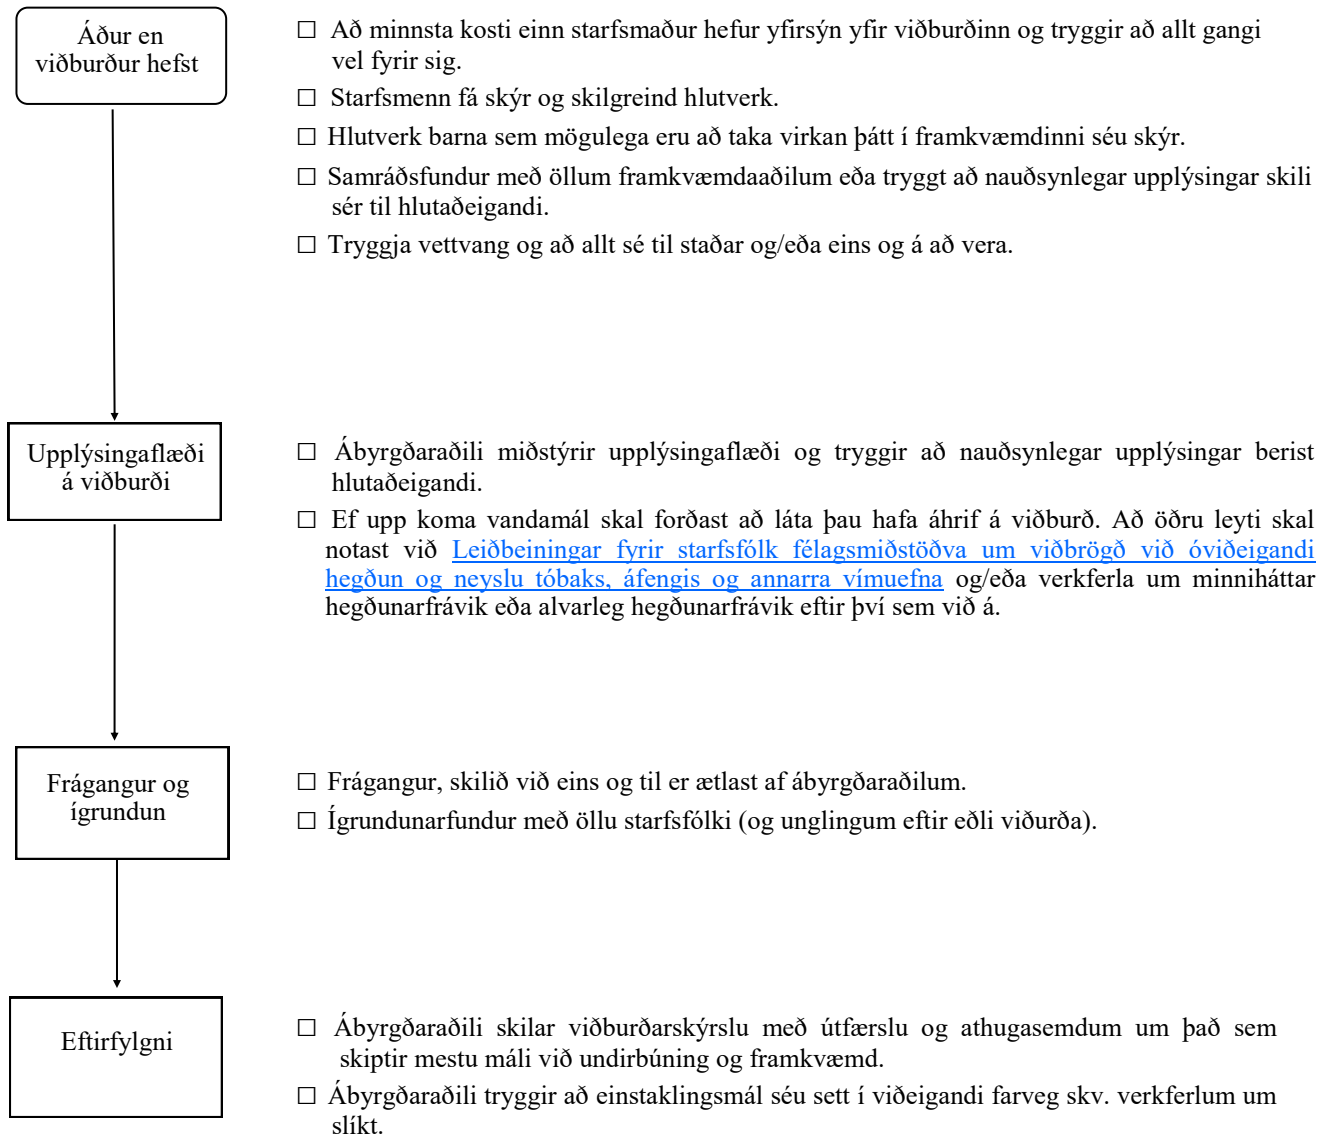 Áður en
viðburður hefst
☐ Að minnsta kosti einn starfsmaður hefur yfirsýn yfir viðburðinn og tryggir að allt gangi
vel fyrir sig.
☐ Starfsmenn fá skýr og skilgreind hlutverk.
☐ Hlutverk barna sem mögulega eru að taka virkan þátt í framkvæmdinni séu skýr.
☐ Samráðsfundur með öllum framkvæmdaaðilum eða tryggt að nauðsynlegar upplýsingar skili
sér til hlutaðeigandi.
☐ Tryggja vettvang og að allt sé til staðar og/eða eins og á að vera.
Upplýsingaflæði
á viðburði
☐ Ábyrgðaraðili miðstýrir upplýsingaflæði og tryggir að nauðsynlegar upplýsingar berist
hlutaðeigandi.
☐ Ef upp koma vandamál skal forðast að láta þau hafa áhrif á viðburð. Að öðru leyti skal
notast við Leiðbeiningar fyrir starfsfólk félagsmiðstöðva um viðbrögð við óviðeigandi
hegðun og neyslu tóbaks, áfengis og annarra vímuefna og/eða verkferla um minniháttar
hegðunarfrávik eða alvarleg hegðunarfrávik eftir því sem við á.
Frágangur og
ígrundun
☐ Frágangur, skilið við eins og til er ætlast af ábyrgðaraðilum.
☐ Ígrundunarfundur með öllu starfsfólki (og unglingum eftir eðli viðurða).
Eftirfylgni
☐ Ábyrgðaraðili skilar viðburðarskýrslu með útfærslu og athugasemdum um það sem
skiptir mestu máli við undirbúning og framkvæmd.
☐ Ábyrgðaraðili tryggir að einstaklingsmál séu sett í viðeigandi farveg skv. verkferlum um
slíkt.